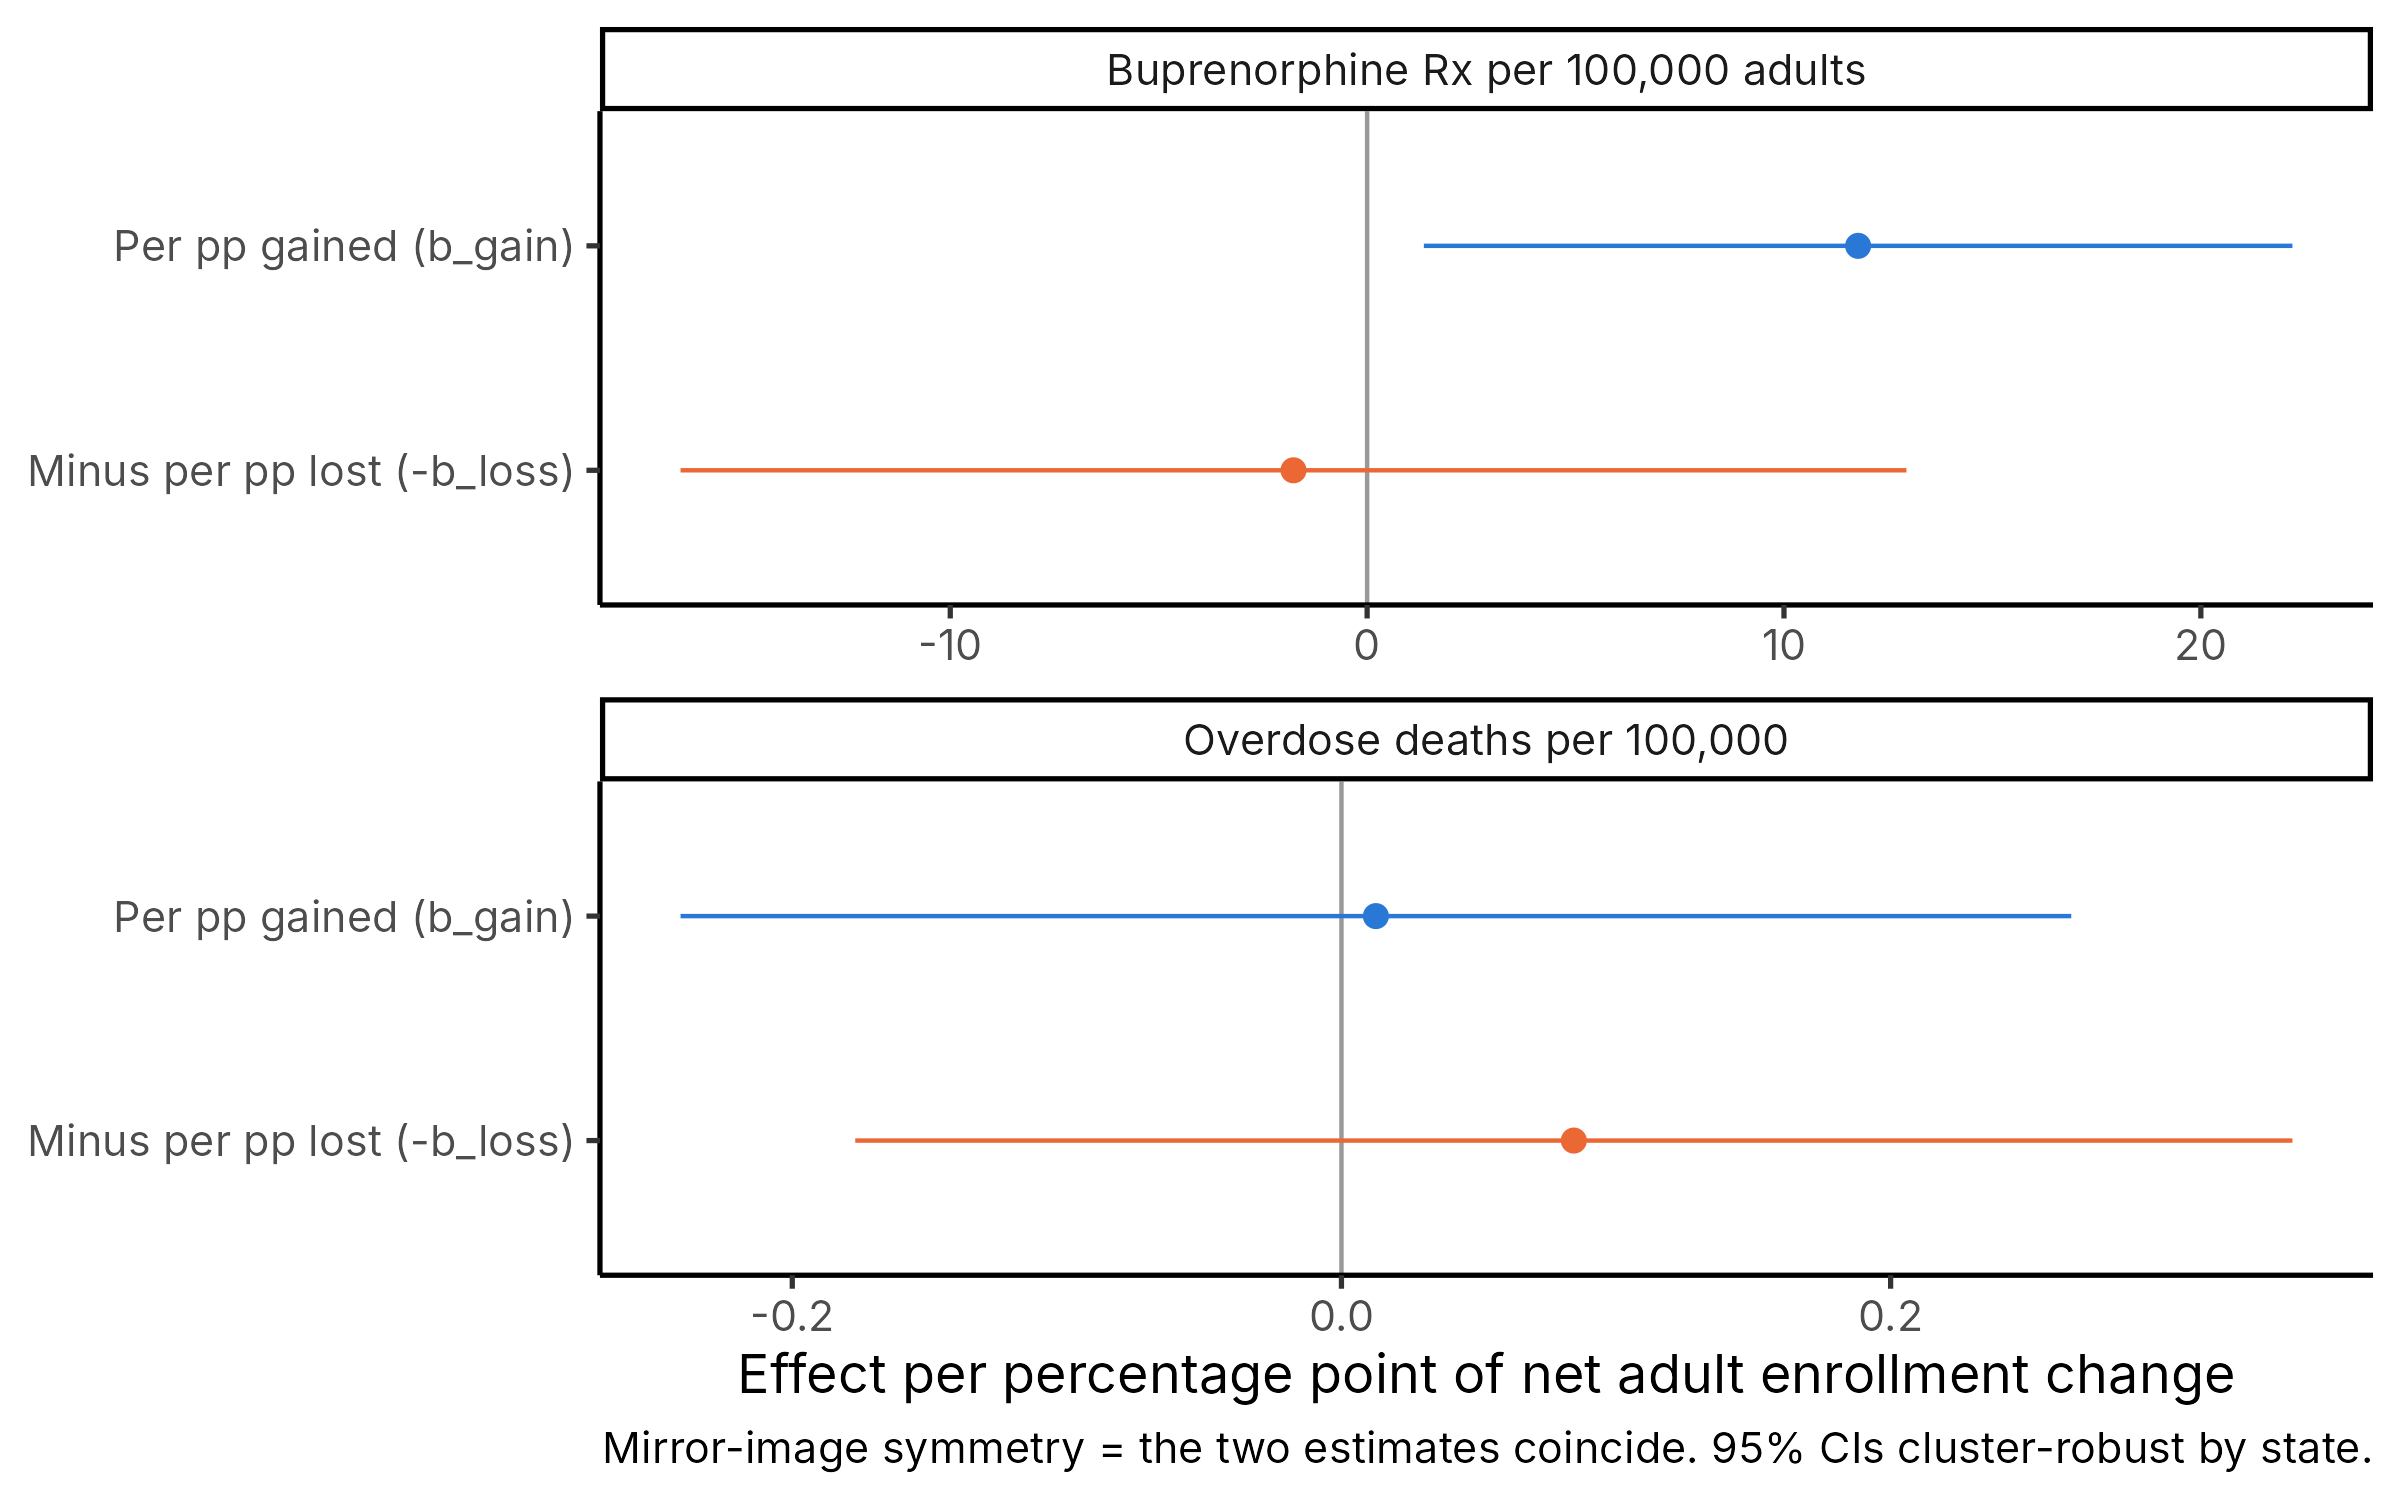 Buprenorphine Rx per 100,000 adults
Per pp gained (b_gain)
Minus per pp lost (-b_loss)
-10 0 10 20
Overdose deaths per 100,000
Per pp gained (b_gain)
Minus per pp lost (-b_loss)
-0.2 0.0 0.2
Effect per percentage point of net adult enrollment change
Mirror-image symmetry = the two estimates coincide. 95% CIs cluster-robust by state.